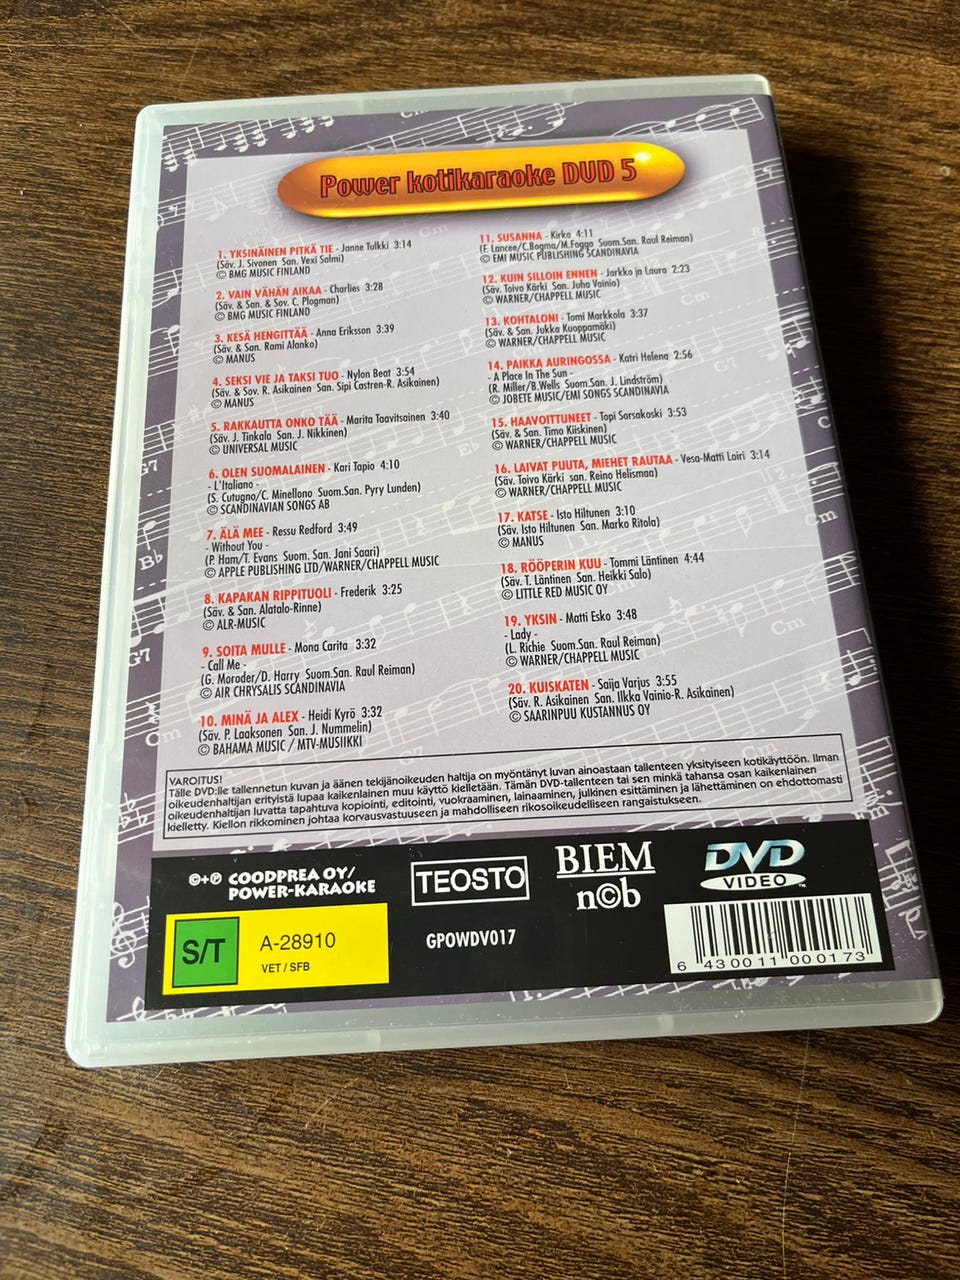 Power kotikaraoke DVD 5
1. YKSINÄINEN PITKÄ TIE - Janne Tulkki 3:14
(Säv. J. Sivonen San. Vexi Salmi)
© BMG MUSIC FINLAND
2. VAIN VÄHÄN AIKAA - Charlies 3:28
(Säv. & San. & Sov. C. Plogman)
© BMG MUSIC FINLAND
3. KESÄ HENGITTÄÄ - Anna Eriksson 3:39
(Säv. & San. Rami Alanko)
© MANUS
4. SEKSI VIE JA TAKSI TUO - Nylon Beat 3:54
(Säv. & Sov. R. Asikainen San. Sipi Castren-R. Asikainen)
© MANUS
5. RAKKAUTTA ONKO TÄÄ - Marita Taavitsainen 3:40
(Säv. J. Tinkala San. J. Nikkinen)
© UNIVERSAL MUSIC
6. OLEN SUOMALAINEN - Kari Tapio 4:10
- L'Italiano -
(S. Cutugno/C. Minellono Suom.San. Pyry Lunden)
© SCANDINAVIAN SONGS AB
7. ÄLÄ MEE - Ressu Redford 3:49
- Without You -
(P. Ham/T. Evans Suom. San. Jani Saari)
© APPLE PUBLISHING LTD/WARNER/CHAPPELL MUSIC
8. KAPAKAN RIPPITUOLI - Frederik 3:25
(Säv. & San. Alatalo-Rinne)
© ALR-MUSIC
9. SOITA MULLE - Mona Carita 3:32
- Call Me -
(G. Moroder/D. Harry Suom.San. Raul Reiman)
© AIR CHRYSALIS SCANDINAVIA
10. MINÄ JA ALEX - Heidi Kyrö 3:32
(Säv. P. Laaksonen San. J. Nummelin)
© BAHAMA MUSIC / MTV-MUSIIKKI
11. SUSANNA - Kirka 4:11
(F. Lancee/C.Bogma/M.Foggo Suom.San. Raul Reiman)
© EMI MUSIC PUBLISHING SCANDINAVIA
12. KUIN SILLOIN ENNEN - Jarkko ja Laura 2:23
(Säv. Toivo Kärki San. Juha Vainio)
© WARNER/CHAPPELL MUSIC
13. KOHTALONI - Tomi Markkola 3:37
(Säv. & San. Jukka Kuoppamäki)
© WARNER/CHAPPELL MUSIC
14. PAIKKA AURINGOSSA - Katri Helena 2:56
- A Place In The Sun -
(R. Miller/B.Wells Suom.San. J. Lindström)
© JOBETE MUSIC/EMI SONGS SCANDINAVIA
15. HAAVOITTUNEET - Topi Sorsakoski 3:53
(Säv. & San. Timo Kiiskinen)
© WARNER/CHAPPELL MUSIC
16. LAIVAT PUUTA, MIEHET RAUTAA - Vesa-Matti Loiri 3:14
(Säv. Toivo Kärki san. Reino Helismaa)
© WARNER/CHAPPELL MUSIC
17. KATSE - Isto Hiltunen 3:10
(Säv. Isto Hiltunen San. Marko Ritola)
© MANUS
18. RÖÖPERIN KUU - Tommi Läntinen 4:44
(Säv. T. Läntinen San. Heikki Salo)
© LITTLE RED MUSIC OY
19. YKSIN - Matti Esko 3:48
- Lady -
(L. Richie Suom.San. Raul Reiman)
© WARNER/CHAPPELL MUSIC
20. KUISKATEN - Saija Varjus 3:55
(Säv. R. Asikainen San. Ilkka Vainio-R. Asikainen)
© SAARINPUU KUSTANNUS OY
VAROITUS!
Tälle DVD:lle tallennetun kuvan ja äänen tekijänoikeuden haltija on myöntänyt luvan ainoastaan tallenteen yksityiseen kotikäyttöön. Ilman
oikeudenhaltijan erityistä lupaa kaikenlainen muu käyttö kielletään. Tämän DVD-tallenteen tai sen minkä tahansa osan kaikenlainen
oikeudenhaltijan luvatta tapahtuva kopiointi, editointi, vuokraaminen, lainaaminen, julkinen esittäminen ja lähettäminen on ehdottomasti
kielletty. Kiellon rikkominen johtaa korvausvastuuseen ja mahdolliseen rikosoikeudelliseen rangaistukseen.
©+℗ COODPREA OY/
POWER-KARAOKE
TEOSTO
BIEM
n©b
DVD
VIDEO™
S/T
A-28910
VET / SFB
GPOWDV017
6 430011 000173